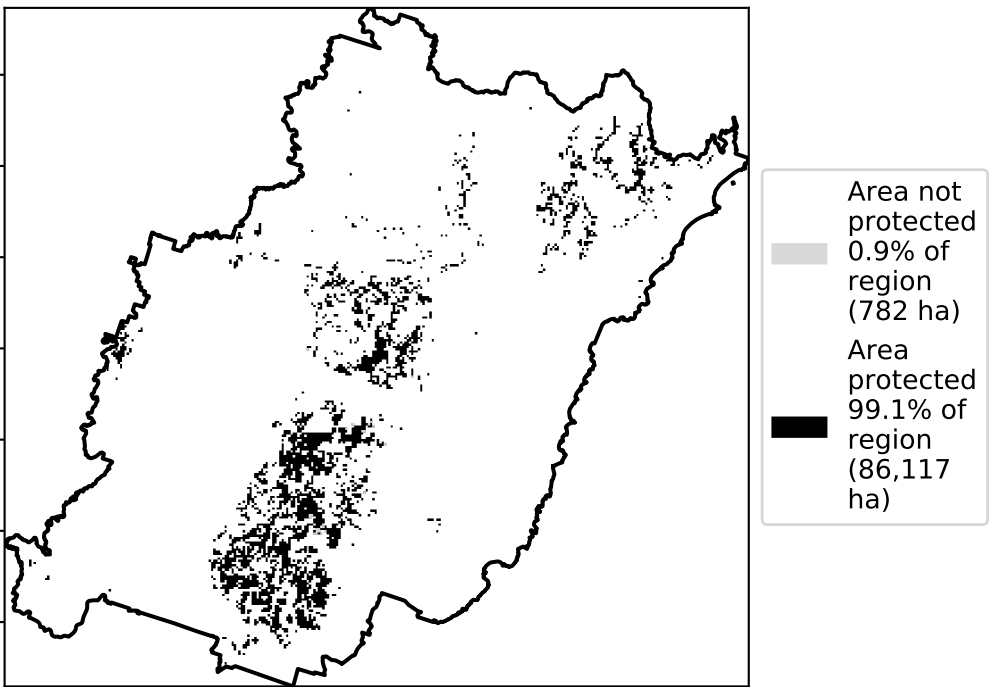 Area not
protected
0.9% of
region
(782 ha)
Area
protected
99.1% of
region
(86,117
ha)